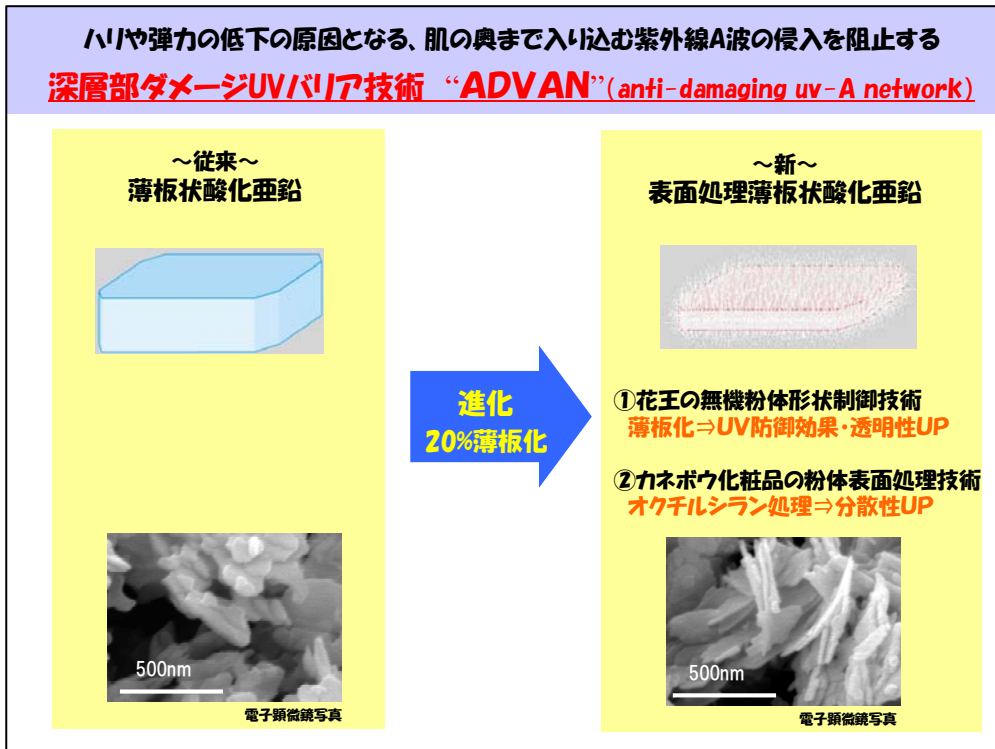 ハリや弾力の低下の原因となる、肌の奥まで入り込む紫外線A波の侵入を阻止する
深層部ダメージUVバリア技術 “ADVAN”(anti-damaging uv-A network)
～従来～
薄板状酸化亜鉛
500nm
電子顕微鏡写真
進化
20%薄板化
～新～
表面処理薄板状酸化亜鉛
①花王の無機粉体形状制御技術
薄板化⇒UV防御効果・透明性UP
②カネボウ化粧品の粉体表面処理技術
オクチルシラン処理⇒分散性UP
500nm
電子顕微鏡写真